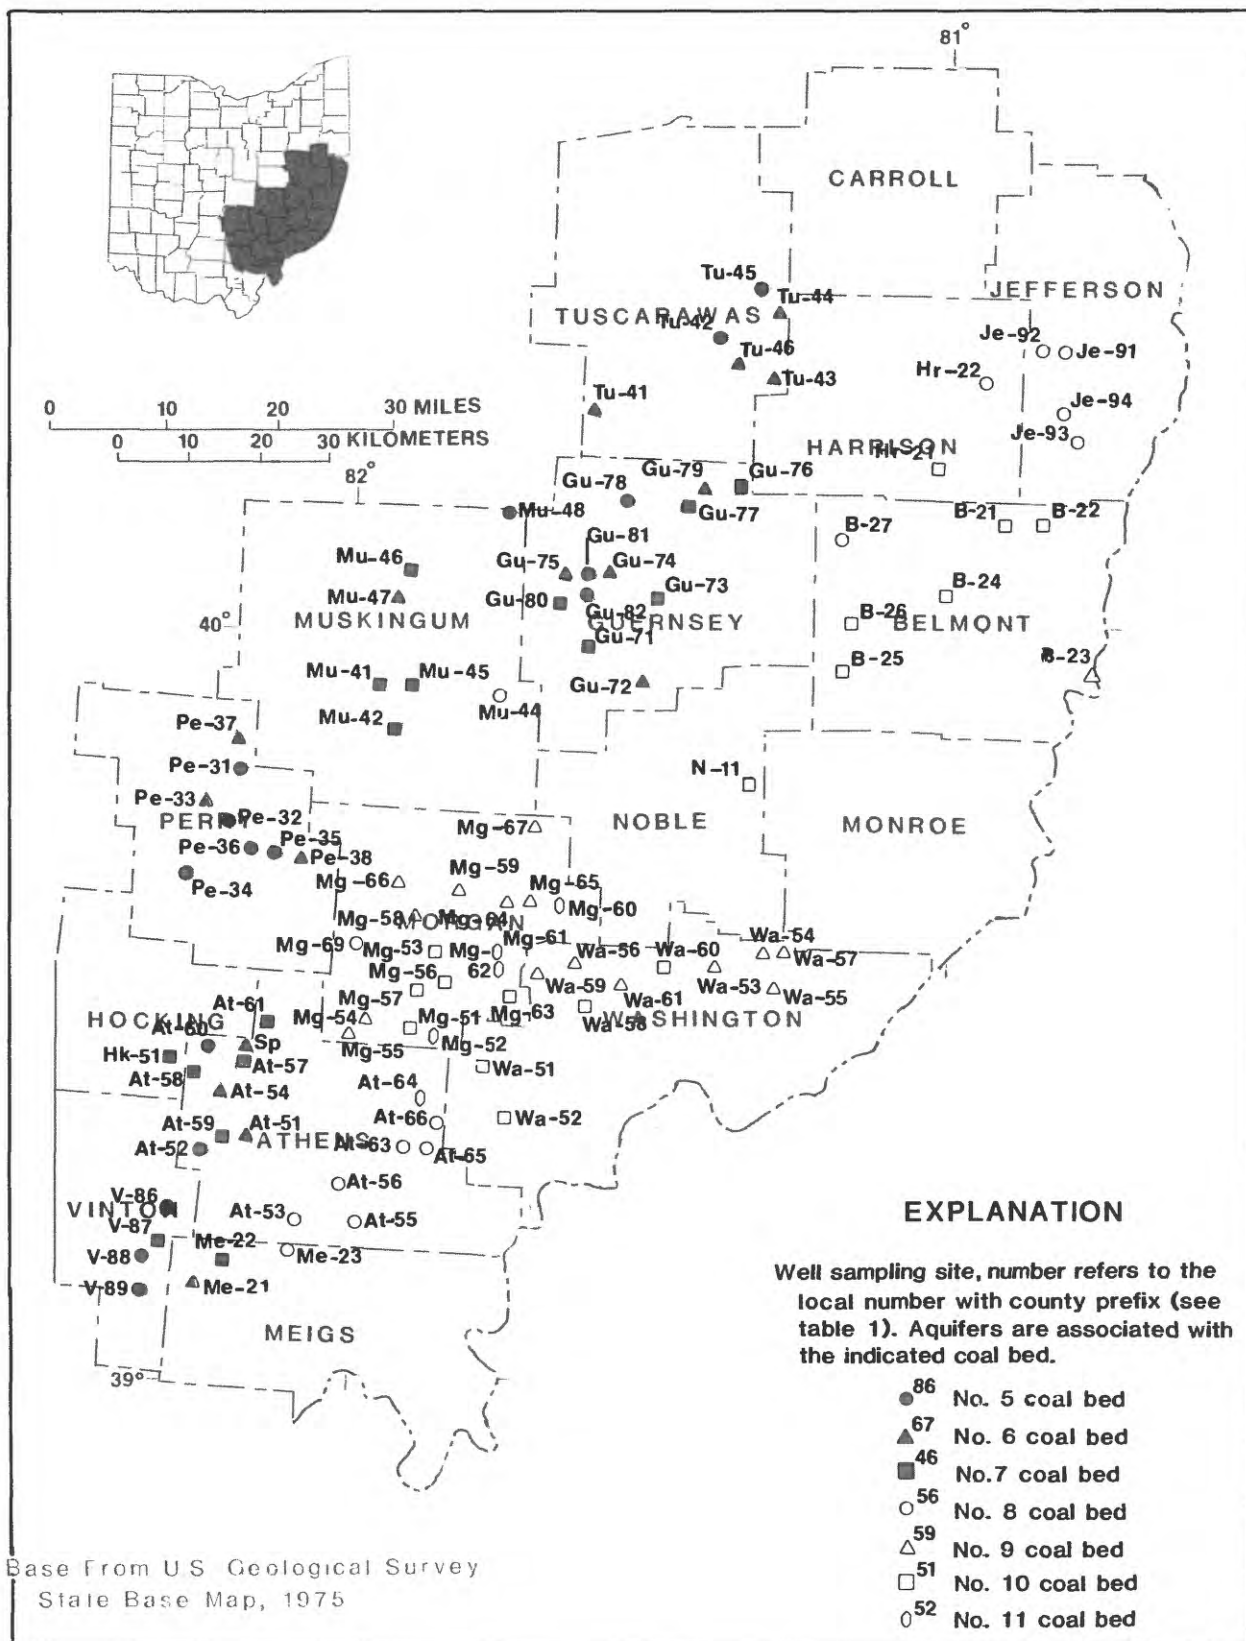 81°
CARROLL
Tu-45
Tu-44
JEFFERSON
TUSCARAWAS
Tu-42
Je-92
Je-91
Tu-46
Hr-22
Tu-43
Tu-41
0 10 20 30 MILES
Je-94
0 10 20 30 KILOMETERS
Je-93
HARRISON
Hr-21
82°
Gu-79
Gu-76
Gu-78
Mu-48
Gu-77
B-21
B-22
B-27
Gu-81
Mu-46
Gu-75
Gu-74
Gu-73
B-24
Mu-47
Gu-80
Gu-82
B-26
40°
MUSKINGUM
GUERNSEY
BELMONT
Gu-71
B-23
B-25
Mu-41
Mu-45
Gu-72
Mu-44
Mu-42
Pe-37
Pe-31
N-11
Pe-33
Pe-32
PERRY
NOBLE
MONROE
Mg-67
Pe-35
Pe-36
Pe-38
Mg-59
Mg-66
Mg-65
Pe-34
Mg-60
Mg-58
MORGAN
Mg-64
Mg-61
Wa-54
Mg-69
Mg-53
Mg-62
Wa-56
Wa-60
Wa-57
Mg-56
Wa-59
Wa-53
Wa-55
Mg-57
Wa-61
At-61
Mg-63
HOCKING
Mg-54
Mg-51
Wa-58
WASHINGTON
At-60
Sp
Mg-55
Mg-52
Hk-51
At-57
Wa-51
At-58
At-64
At-54
At-59
At-51
At-66
Wa-52
At-52
ATHENS
At-63
At-65
At-56
V-86
VINTON
At-53
At-55
V-87
Me-22
Me-23
V-88
V-89
Me-21
MEIGS
39°
EXPLANATION
Well sampling site, number refers to the
local number with county prefix (see
table 1). Aquifers are associated with
the indicated coal bed.
86 No. 5 coal bed
67 No. 6 coal bed
46 No.7 coal bed
56 No. 8 coal bed
59 No. 9 coal bed
51 No. 10 coal bed
52 No. 11 coal bed
Base From U.S. Geological Survey
State Base Map, 1975